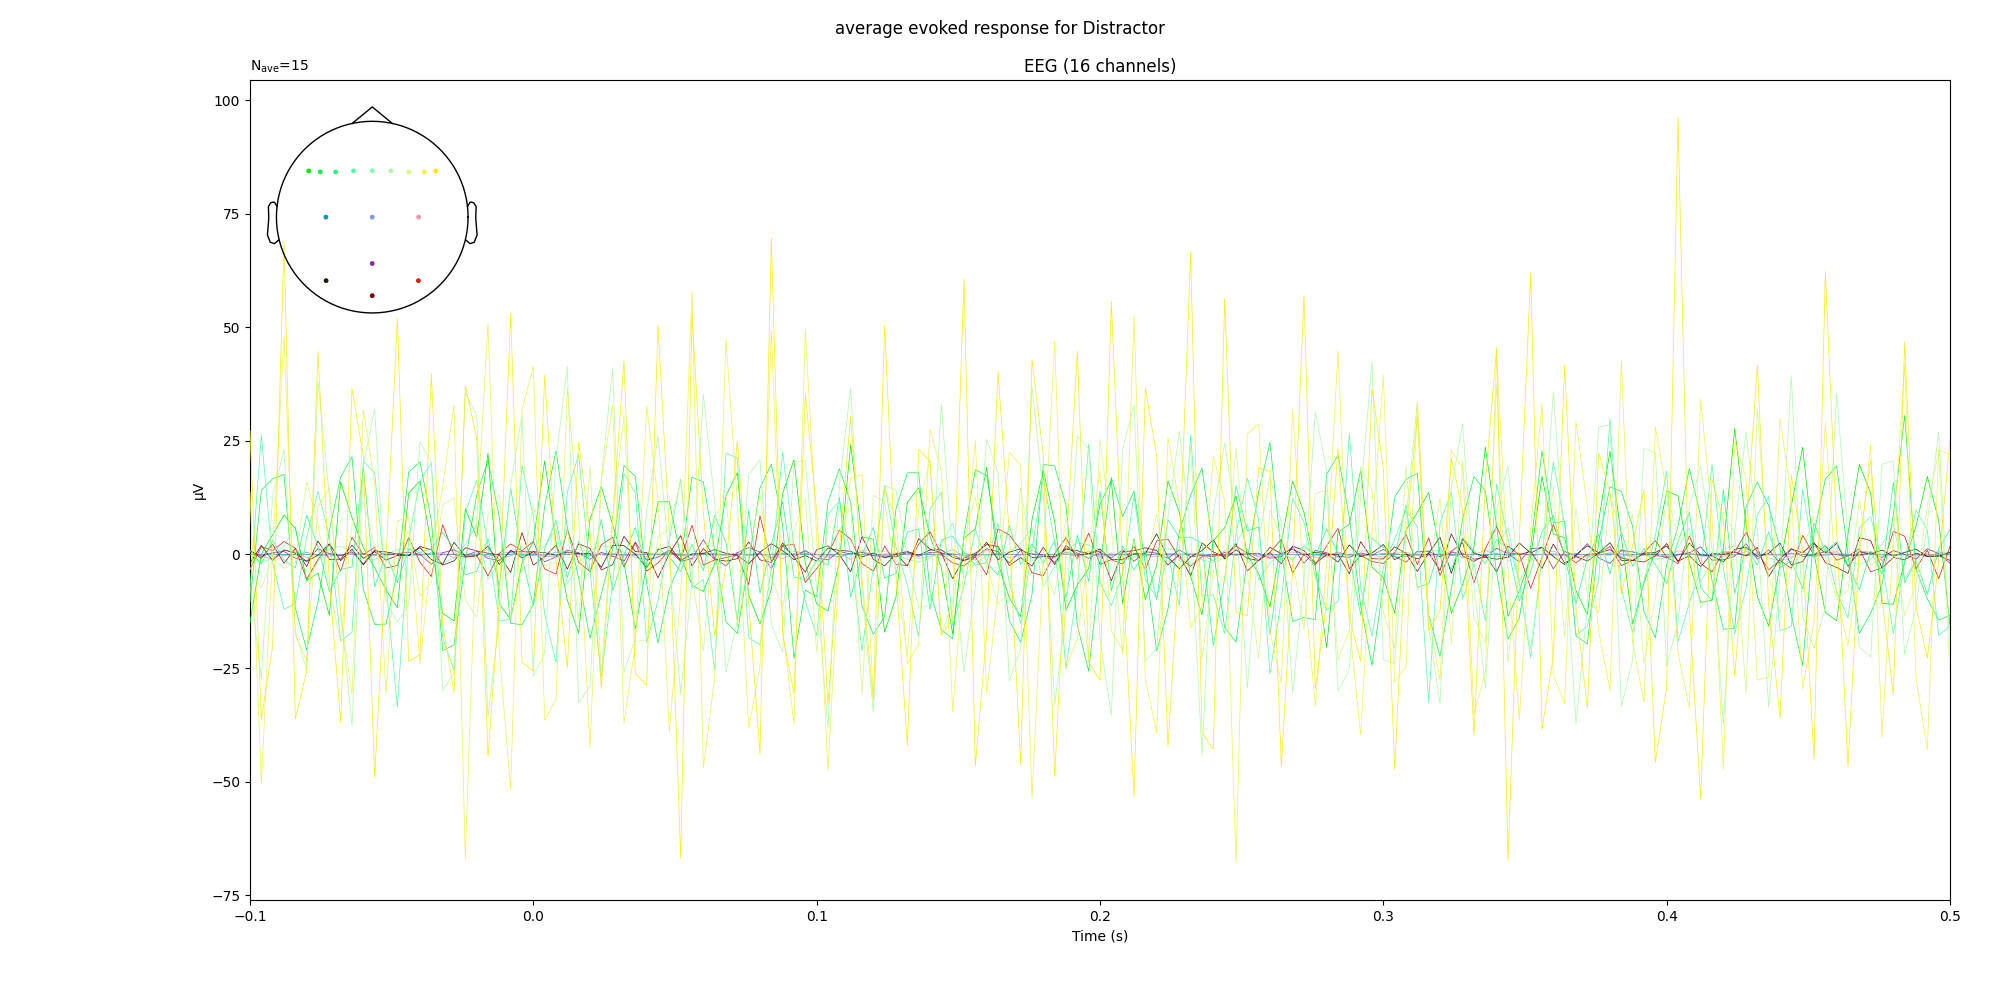 average evoked response for Distractor
Nave=15
EEG (16 channels)
100
75
50
25
0
−25
−50
−75
µV
−0.1 0.0 0.1 0.2 0.3 0.4 0.5
Time (s)